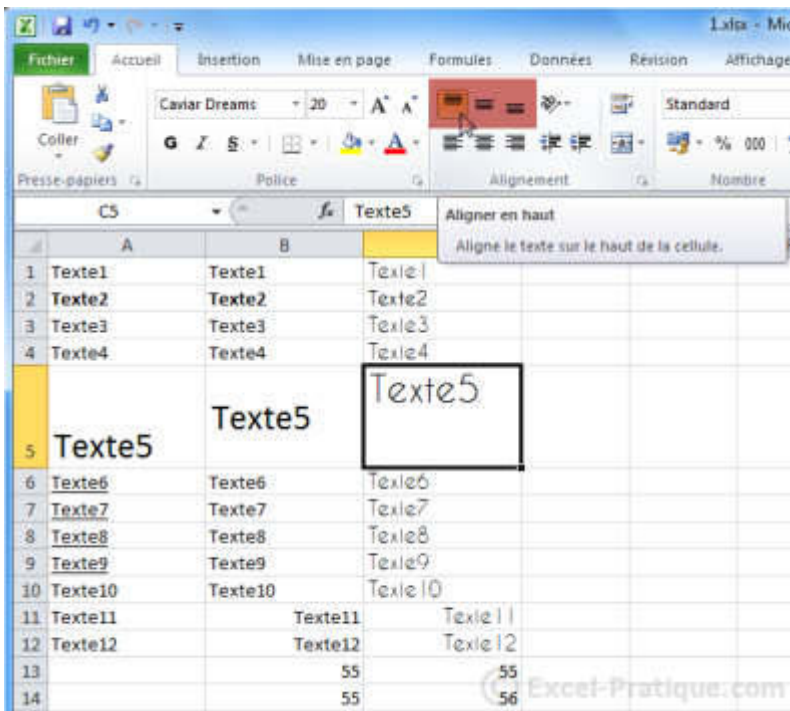 1.xlsx - Mic
Fichier Accueil Insertion Mise en page Formules Données Révision Affichage
Coller Caviar Dreams 20 A A Standard
G I S A % 000
Presse-papiers Police Alignement Nombre
C5 fx Texte5
Aligner en haut
Aligne le texte sur le haut de la cellule.
A B
1 Texte1 Texte1 Texte1
2 Texte2 Texte2 Texte2
3 Texte3 Texte3 Texte3
4 Texte4 Texte4 Texte4
5 Texte5 Texte5 Texte5
6 Texte6 Texte6 Texte6
7 Texte7 Texte7 Texte7
8 Texte8 Texte8 Texte8
9 Texte9 Texte9 Texte9
10 Texte10 Texte10 Texte10
11 Texte11 Texte11 Texte11
12 Texte12 Texte12 Texte12
13 55 55
14 55 56
Excel-Pratique.com